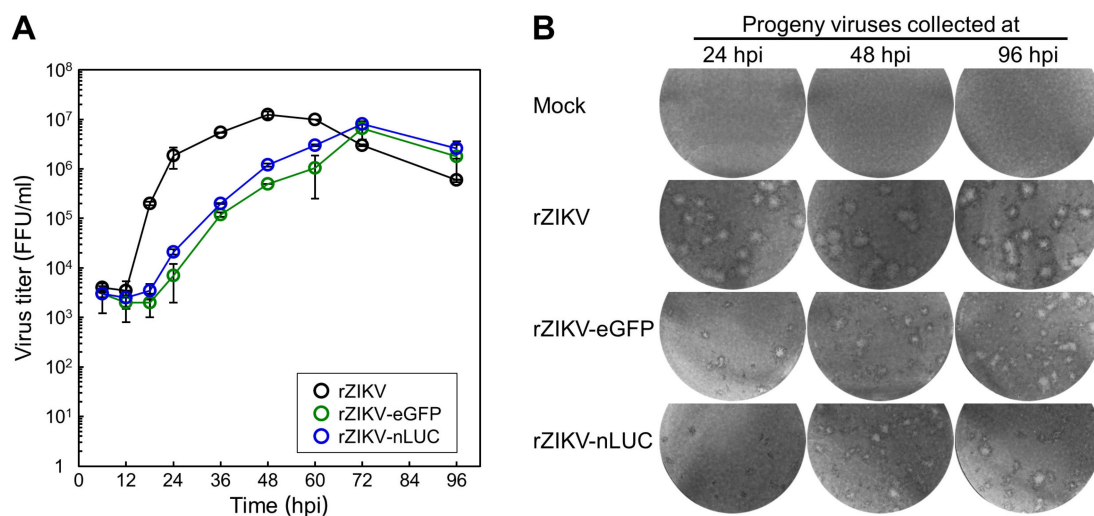 A
Virus titer (FFU/ml)
10⁸
10⁷
10⁶
10⁵
10⁴
10³
10²
10¹
1
0 12 24 36 48 60 72 84 96
Time (hpi)
rZIKV
rZIKV-eGFP
rZIKV-nLUC
B
Progeny viruses collected at
24 hpi 48 hpi 96 hpi
Mock
rZIKV
rZIKV-eGFP
rZIKV-nLUC